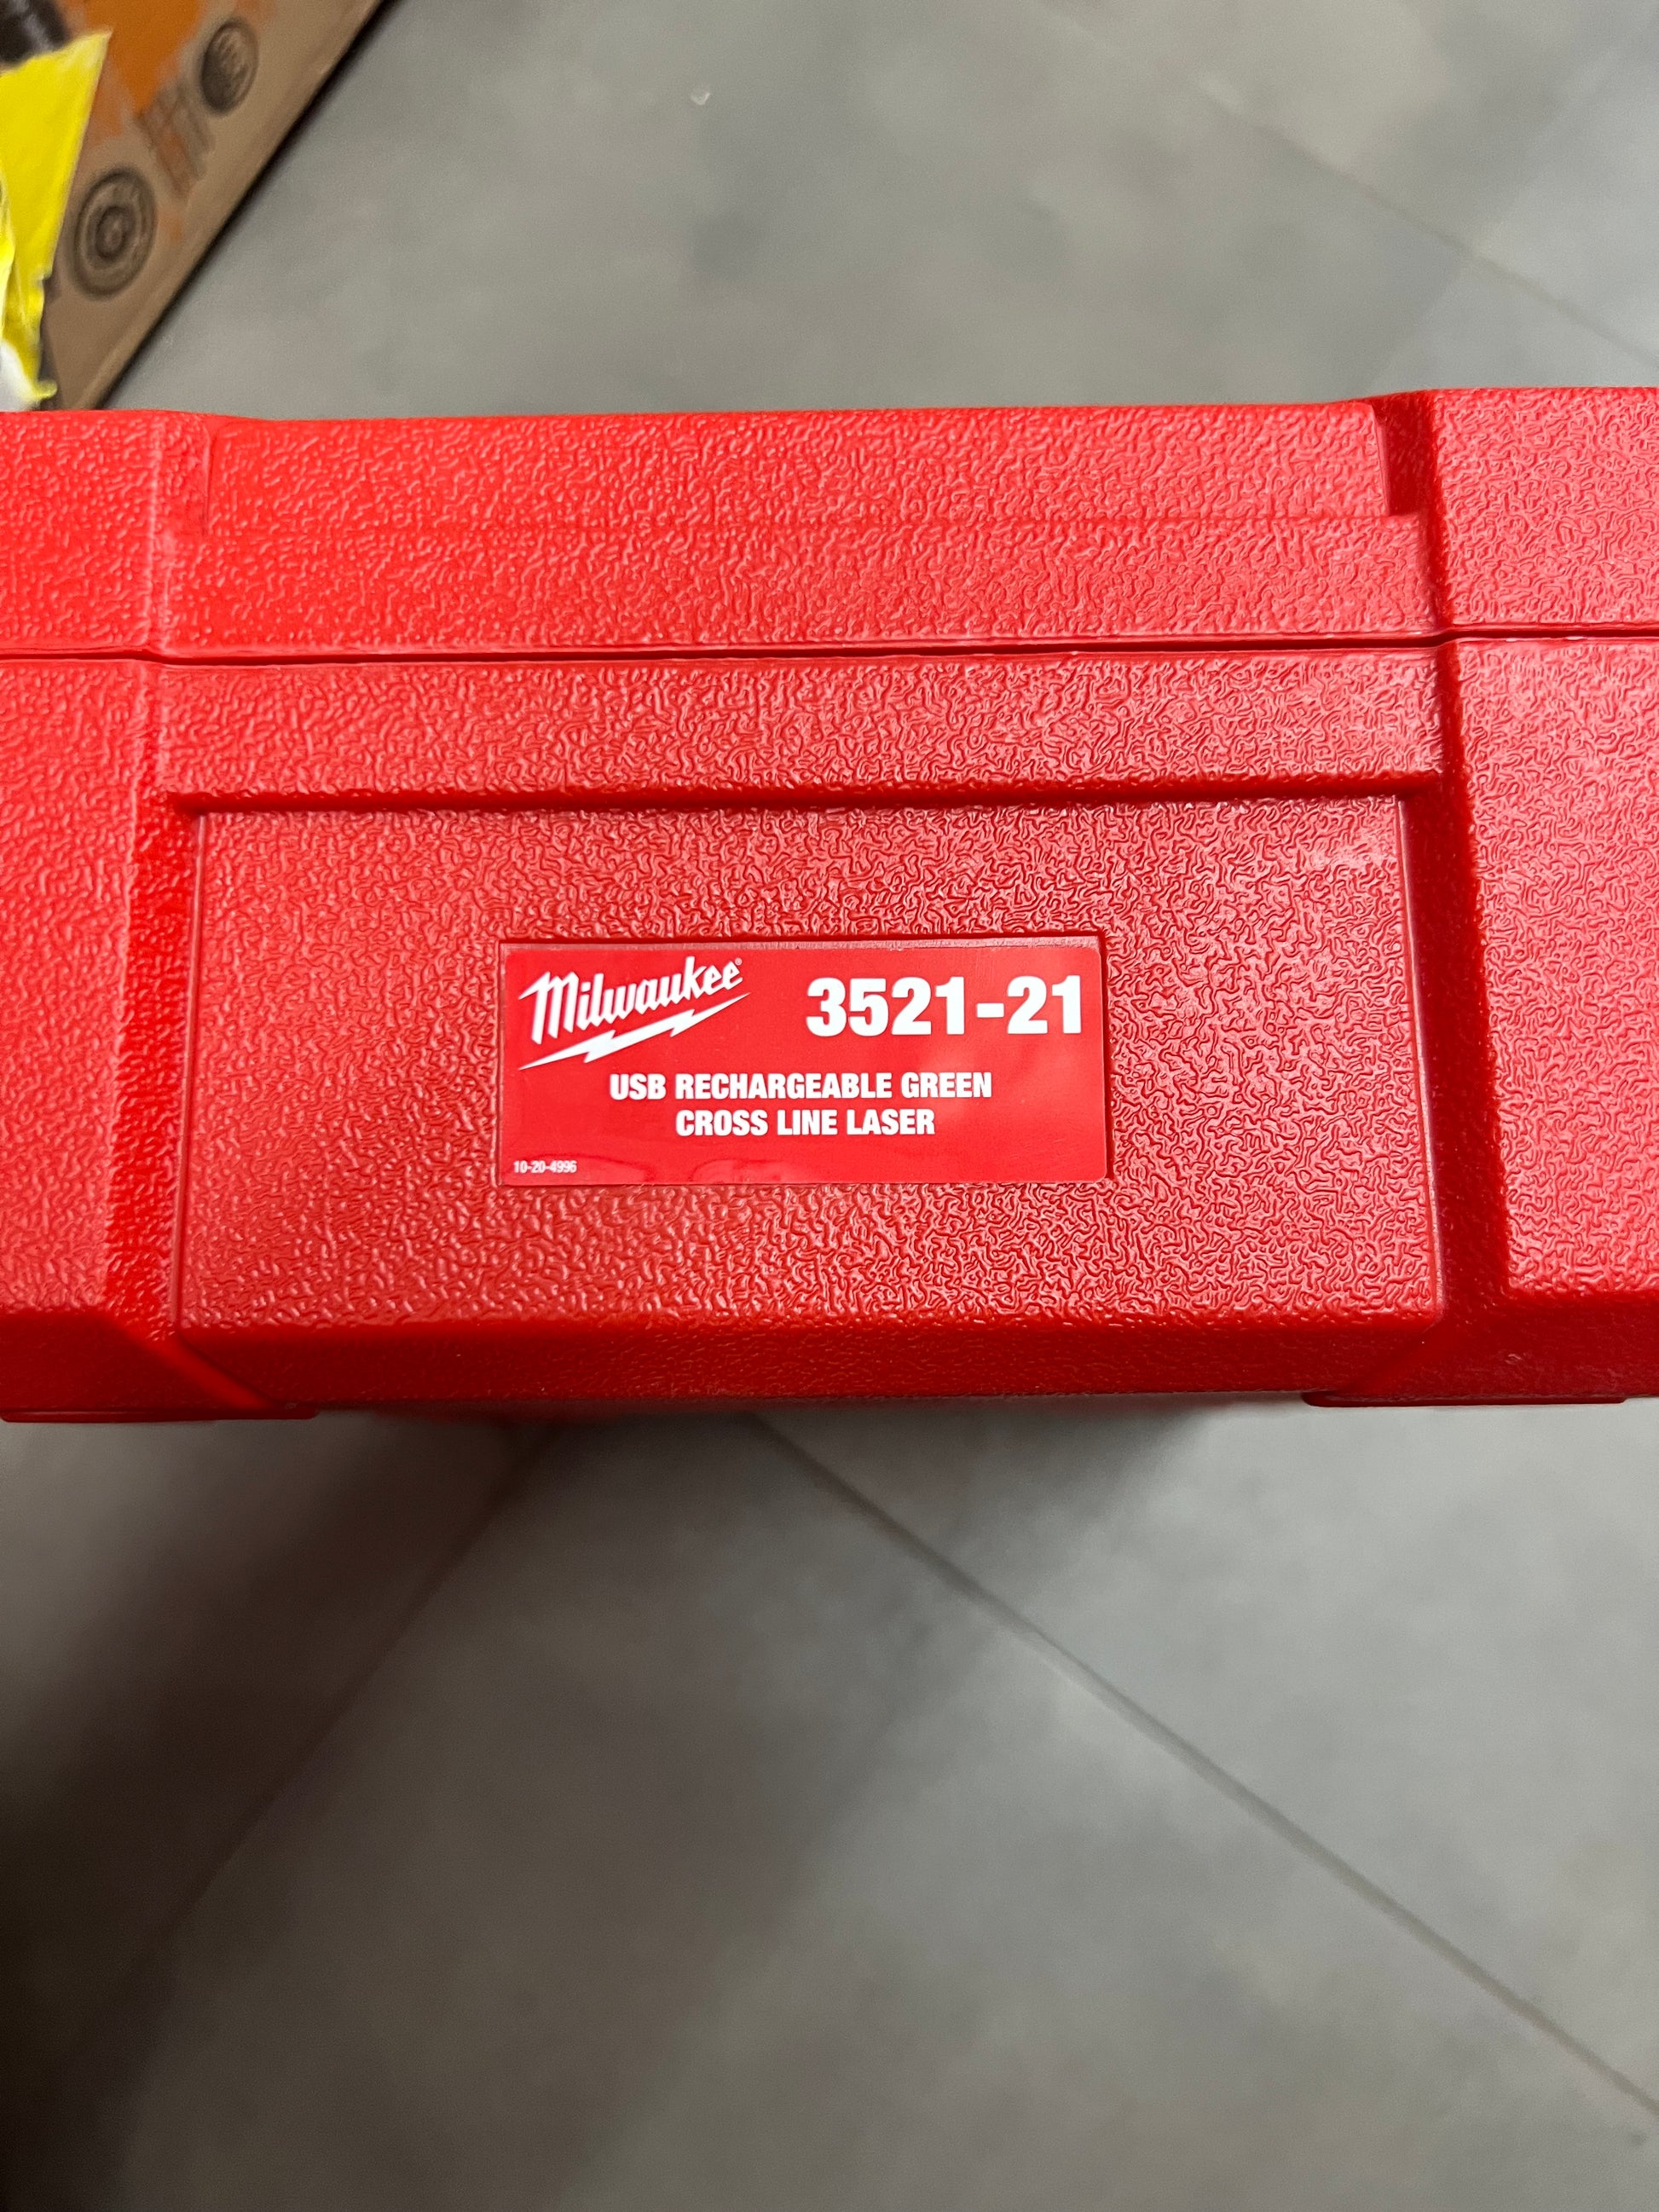 Milwaukee® 3521-21
USB RECHARGEABLE GREEN
CROSS LINE LASER
10-20-4996